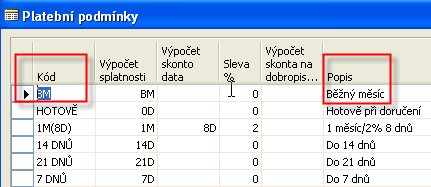 Platební podmínky
Kód Výpočet splatnosti Výpočet skonto data Sleva % Výpočet skonta na dobropis... Popis
BM BM 0 Běžný měsíc
HOTOVĚ 0D 0 Hotově při doručení
1M(8D) 1M 8D 2 1 měsíc/2% 8 dnů
14 DNŮ 14D 0 Do 14 dnů
21 DNŮ 21D 0 Do 21 dnů
7 DNŮ 7D 0 Do 7 dnů